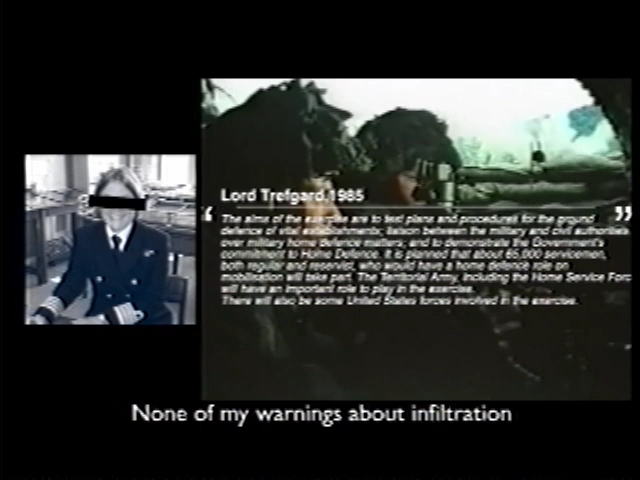 Lord Trefgard,1985
“ The aims of the exercise are to test plans and procedures for the ground ”
defence of vital establishments; liaison between the military and civil authorities
over military home defence matters; and to demonstrate the Government's
commitment to Home Defence. It is planned that about 65,000 servicemen,
both regular and reservist, who would have a home defence role on
mobilisation will take part. The Territorial Army, including the Home Service Forc
will have an important role to play in the exercise.
There will also be some United States forces involved in the exercise.
None of my warnings about infiltration